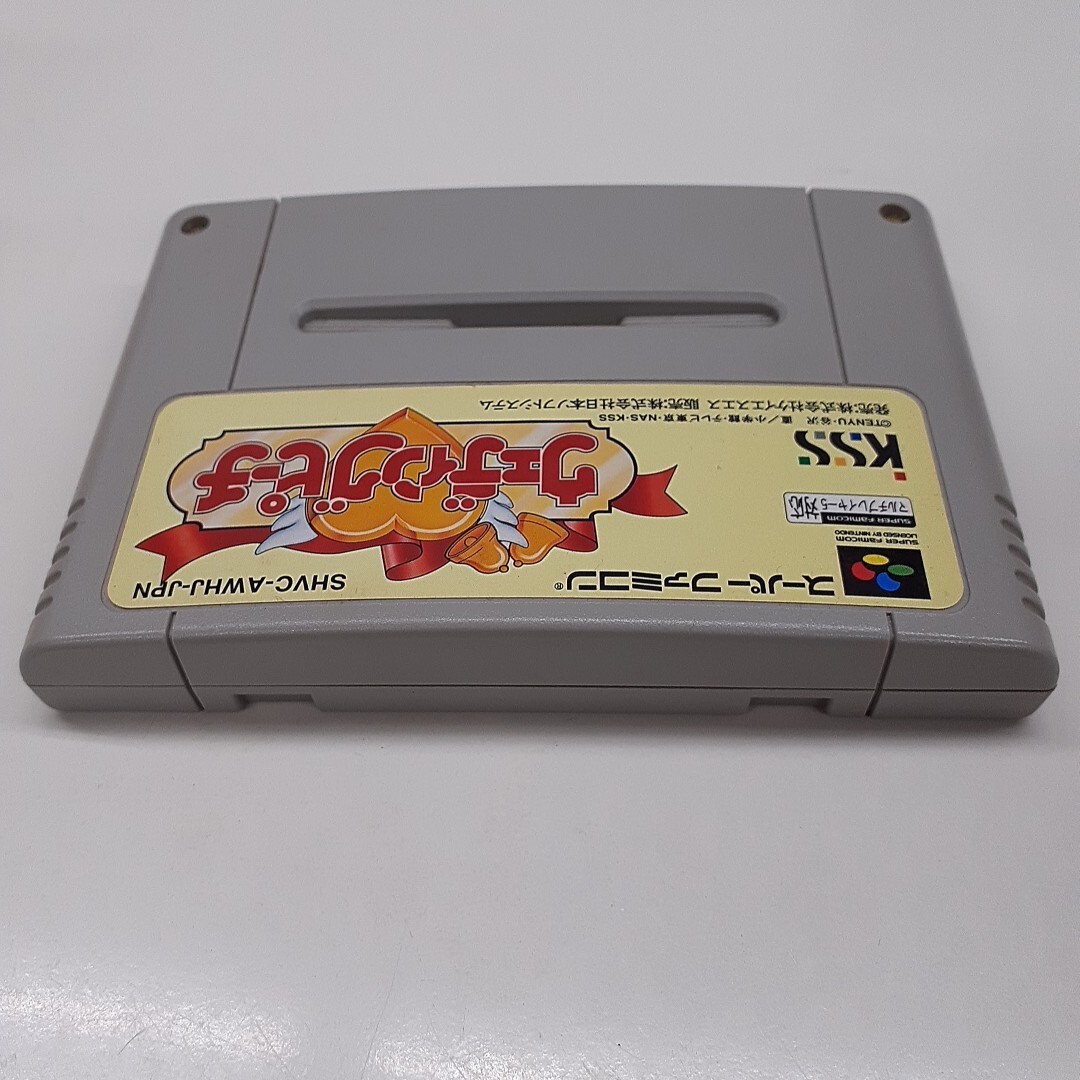 スーパーファミコン®
SHVC-AWHJ-JPN
SUPER FAMICOM
LICENSED BY NINTENDO
SUPER FAMICOM
マルチプレイヤー5
対応
ウェディングピーチ
KSS
©TENYU・谷沢 直／小学館・テレビ東京・NAS・KSS
発売:株式会社ケイエスエス 販売:株式会社日本ソフトシステム